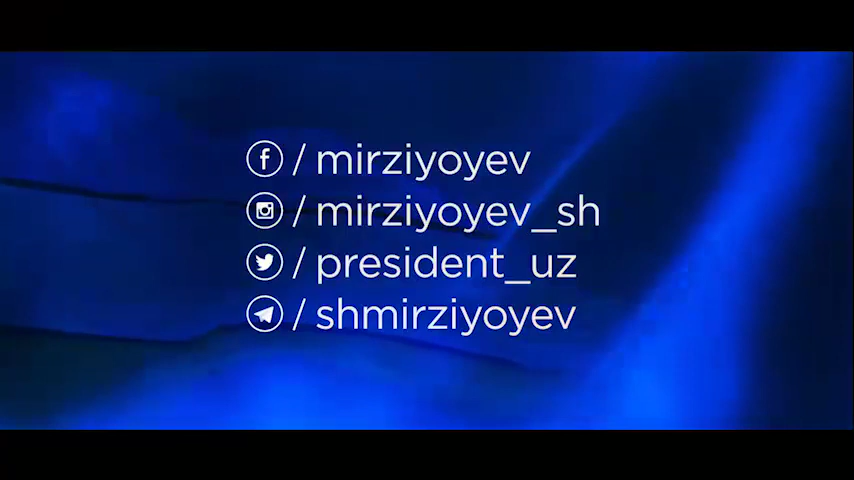 / mirziyoyev
/ mirziyoyev_sh
/ president_uz
/ shmirziyoyev